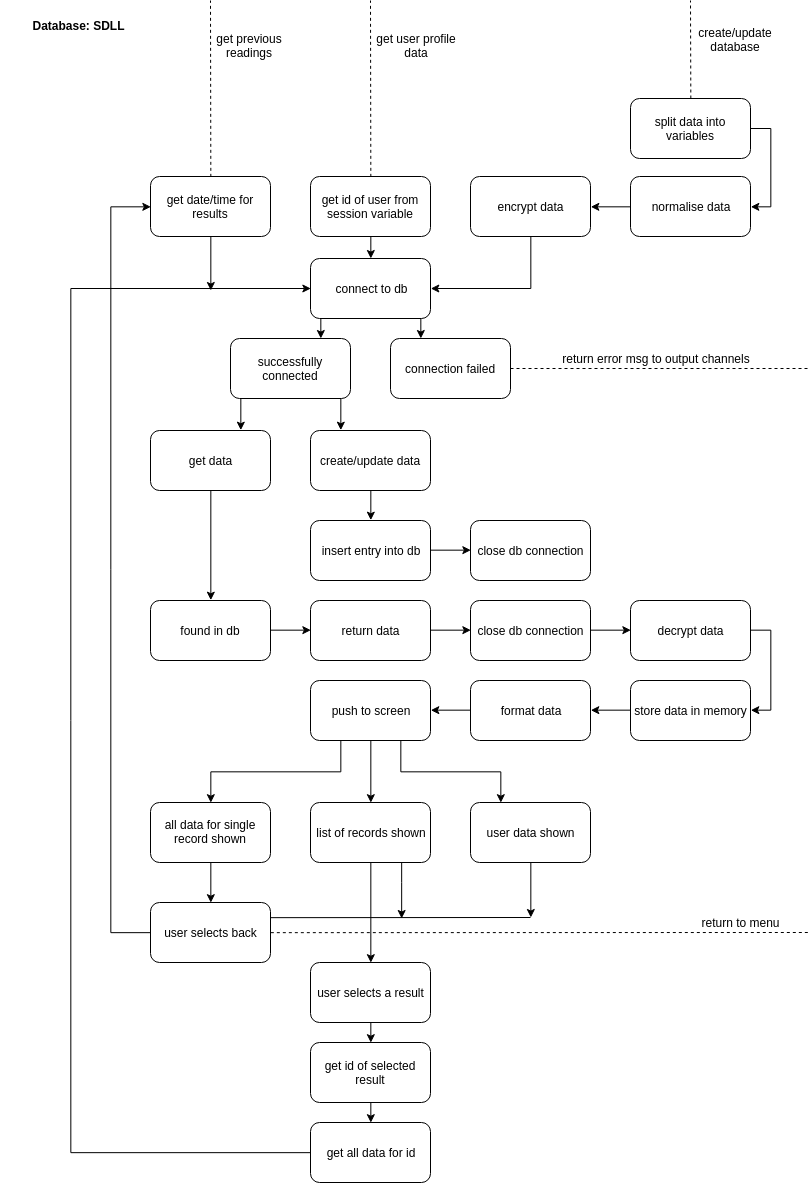 Database: SDLL
get previous
readings
get user profile
data
create/update
database
split data into
variables
get date/time for
results
get id of user from
session variable
encrypt data
normalise data
connect to db
successfully
connected
connection failed
return error msg to output channels
get data
create/update data
insert entry into db
close db connection
found in db
return data
close db connection
decrypt data
push to screen
format data
store data in memory
all data for single
record shown
list of records shown
user data shown
user selects back
return to menu
user selects a result
get id of selected
result
get all data for id